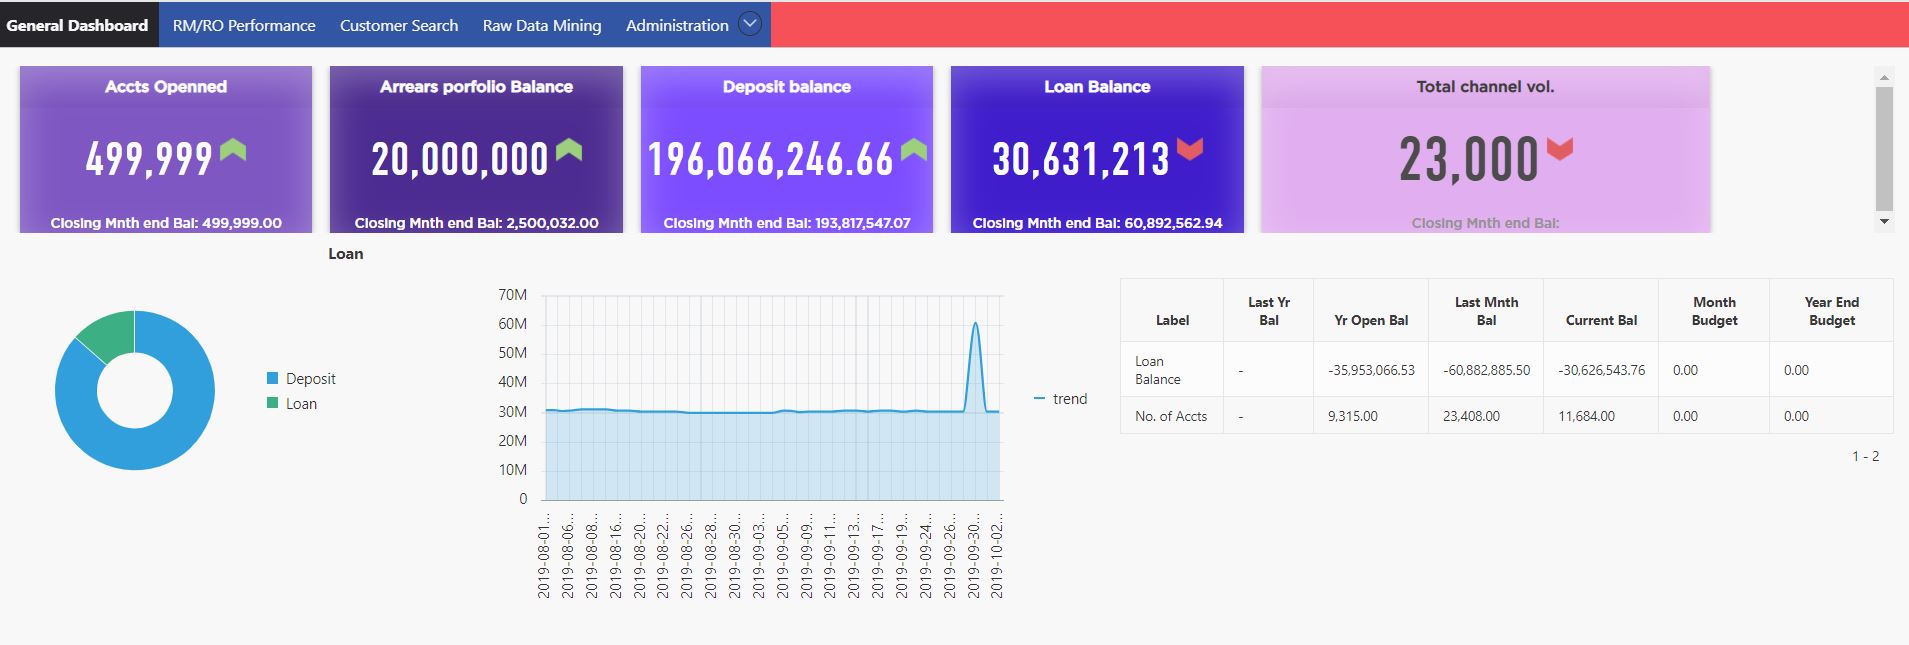 General Dashboard RM/RO Performance Customer Search Raw Data Mining Administration
Accts Openned
499,999
Closing Mnth end Bal: 499,999.00
Arrears porfolio Balance
20,000,000
Closing Mnth end Bal: 2,500,032.00
Deposit balance
196,066,246.66
Closing Mnth end Bal: 193,817,547.07
Loan Balance
30,631,213
Closing Mnth end Bal: 60,892,562.94
Total channel vol.
23,000
Closing Mnth end Bal:
Loan
Deposit
Loan
70M
60M
50M
40M
30M
20M
10M
0
2019-08-01...
2019-08-06...
2019-08-08...
2019-08-16...
2019-08-20...
2019-08-22...
2019-08-26...
2019-08-28...
2019-08-30...
2019-09-03...
2019-09-05...
2019-09-09...
2019-09-11...
2019-09-13...
2019-09-17...
2019-09-19...
2019-09-24...
2019-09-26...
2019-09-30...
2019-10-02...
trend
Label Last Yr Bal Yr Open Bal Last Mnth Bal Current Bal Month Budget Year End Budget
Loan Balance - -35,953,066.53 -60,882,885.50 -30,626,543.76 0.00 0.00
No. of Accts - 9,315.00 23,408.00 11,684.00 0.00 0.00
1 - 2